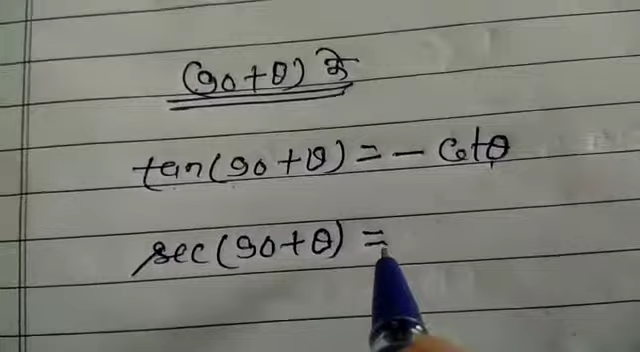 (90+θ) के
tan(90+θ) = - Cotθ
sec(90+θ) =